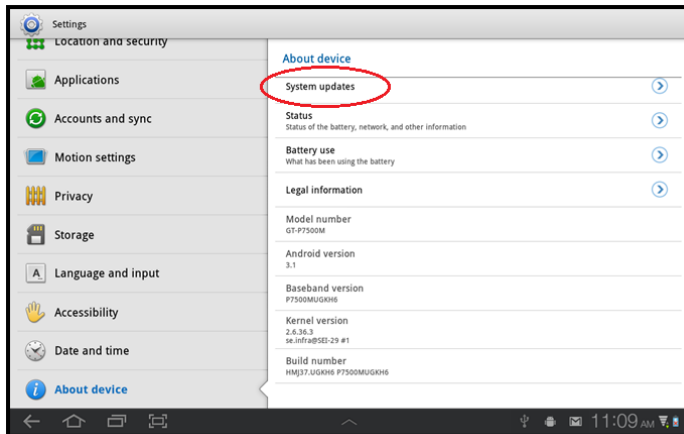 Settings
Location and security
Applications
Accounts and sync
Motion settings
Privacy
Storage
A
Language and input
Accessibility
Date and time
About device
About device
System updates
Status
Status of the battery, network, and other information
Battery use
What has been using the battery
Legal information
Model number
GT-P7500M
Android version
3.1
Baseband version
P7500MUGKH6
Kernel version
2.6.36.3
se.infra@SEI-29 #1
Build number
HMJ37.UGKH6 P7500MUGKH6
11:09 AM